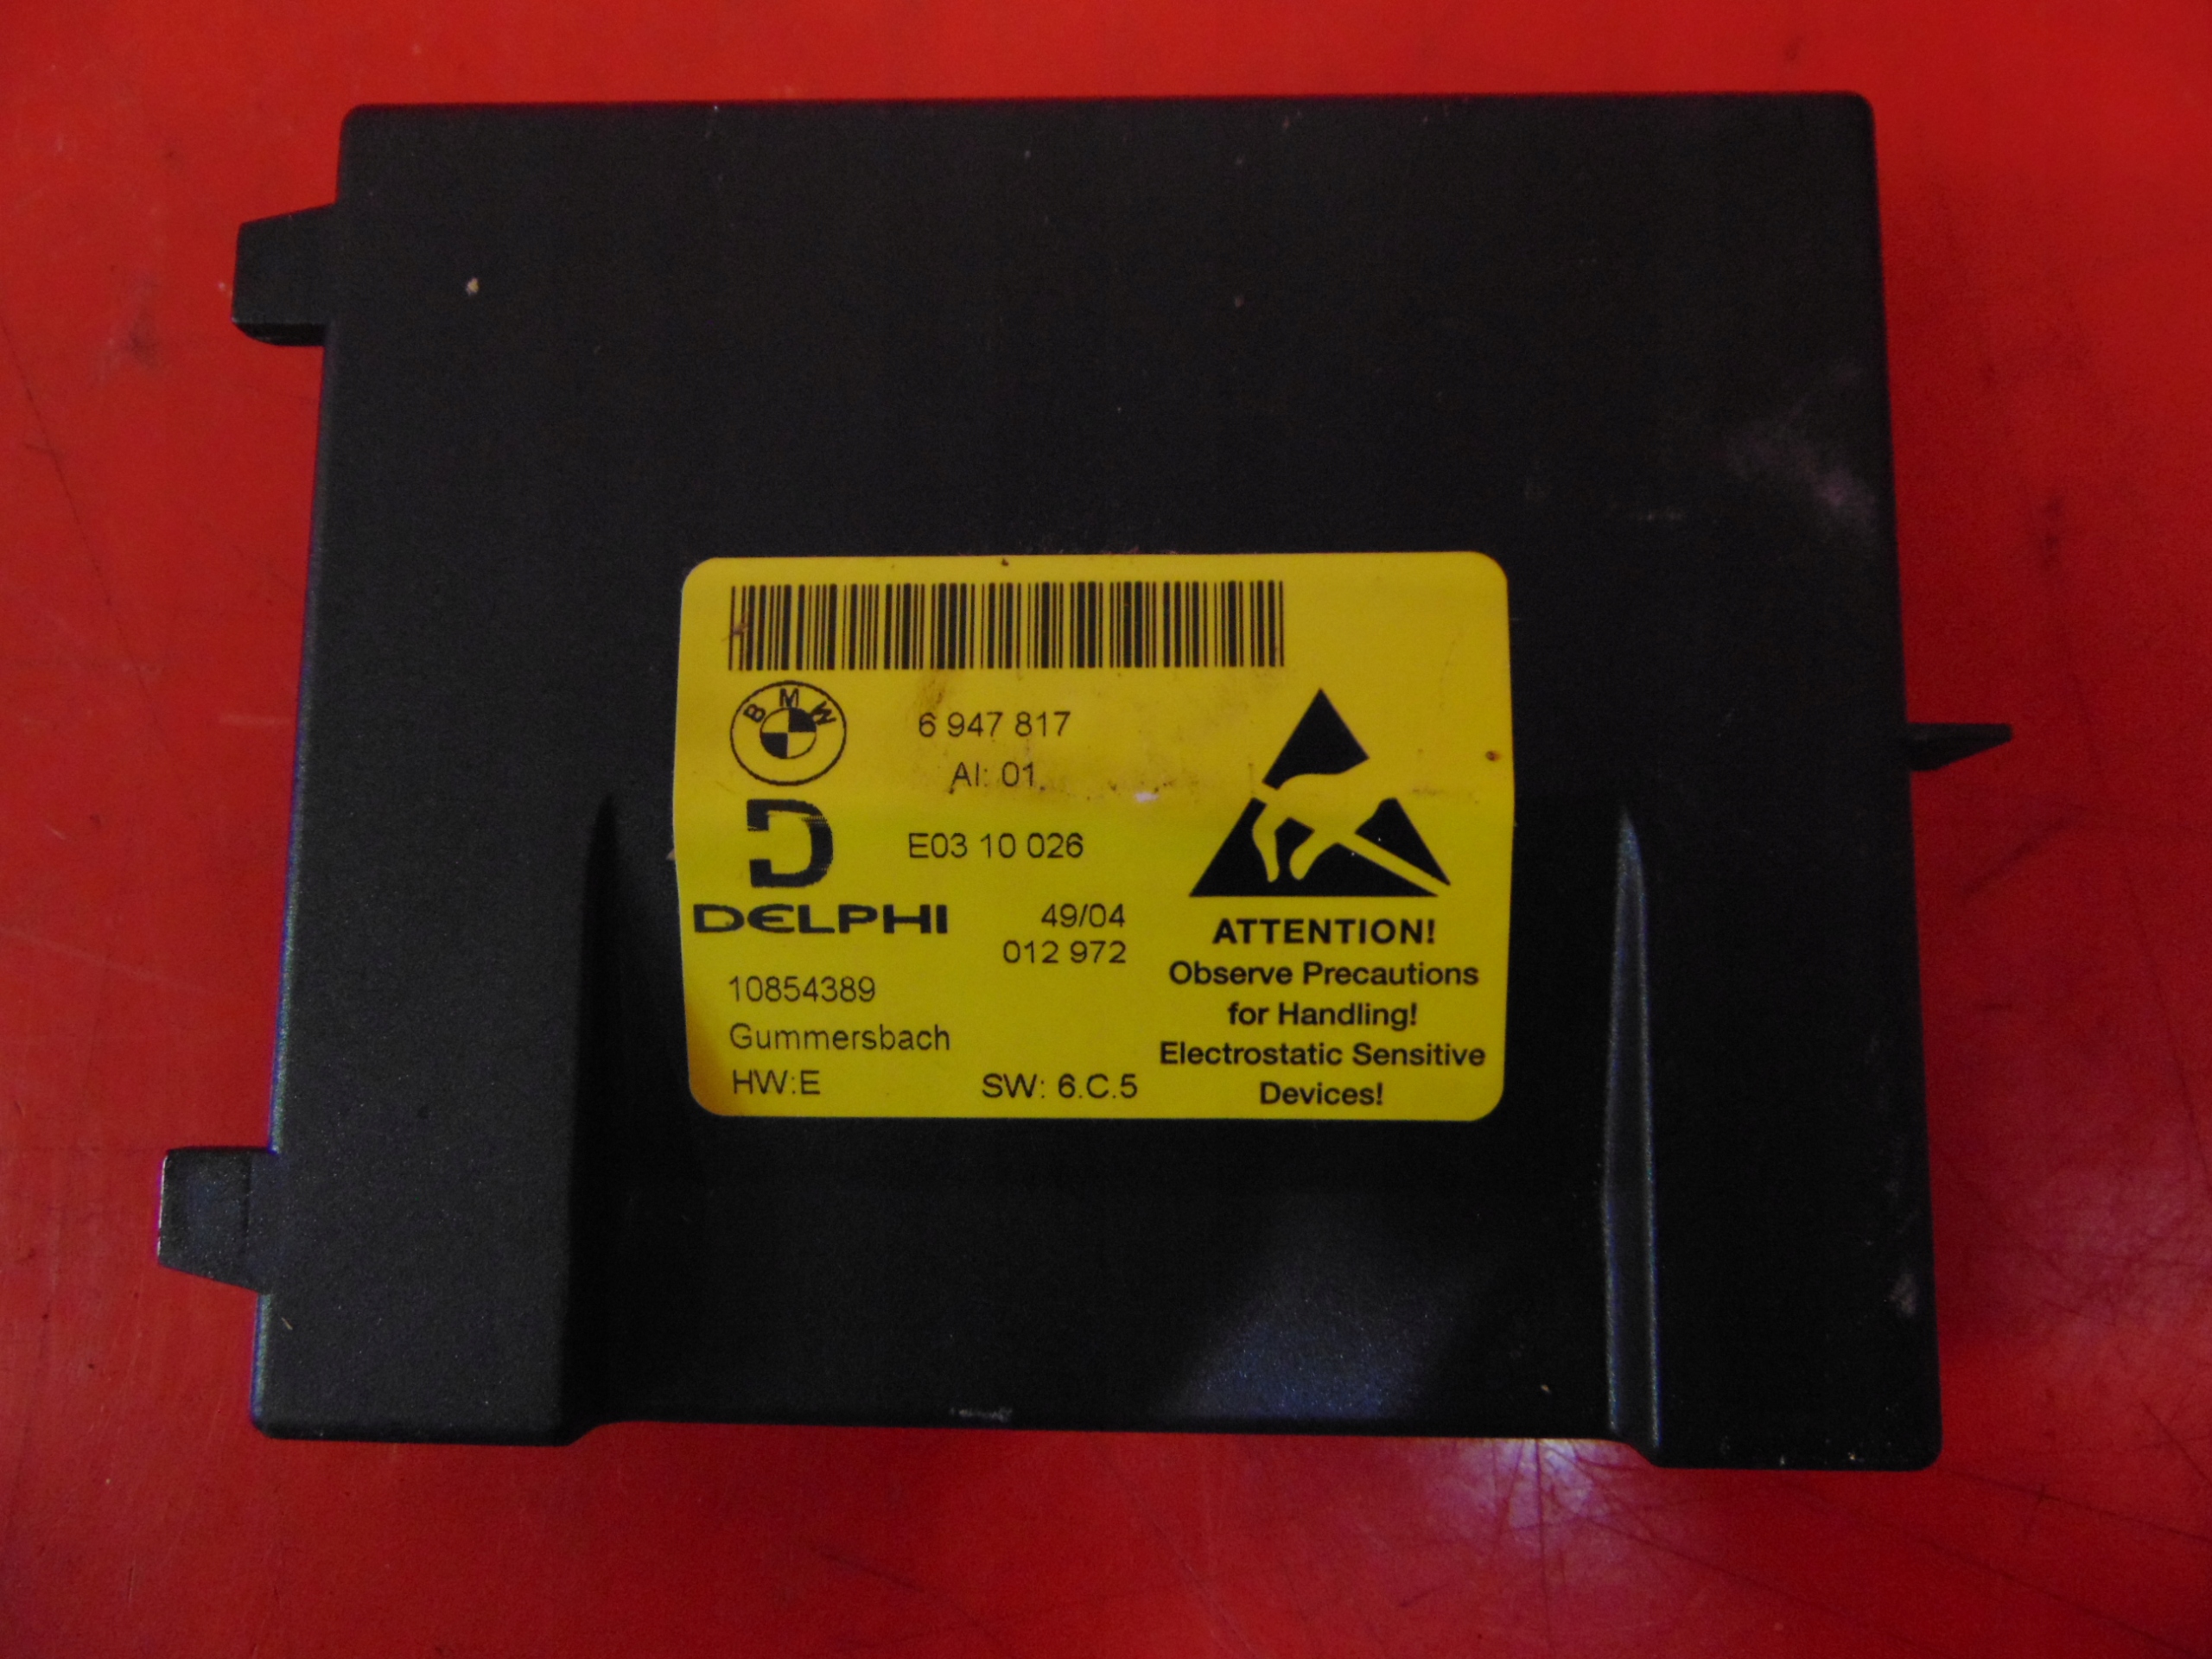 BMW
6 947 817
AI: 01
E03 10 026
DELPHI
49/04
012 972
10854389
Gummersbach
HW:E
SW: 6.C.5
ATTENTION!
Observe Precautions
for Handling!
Electrostatic Sensitive
Devices!